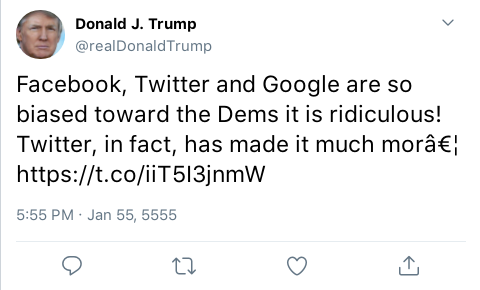 Donald J. Trump
@realDonaldTrump
Facebook, Twitter and Google are so
biased toward the Dems it is ridiculous!
Twitter, in fact, has made it much morâ€¦
https://t.co/iiT5I3jnmW
5:55 PM · Jan 55, 5555